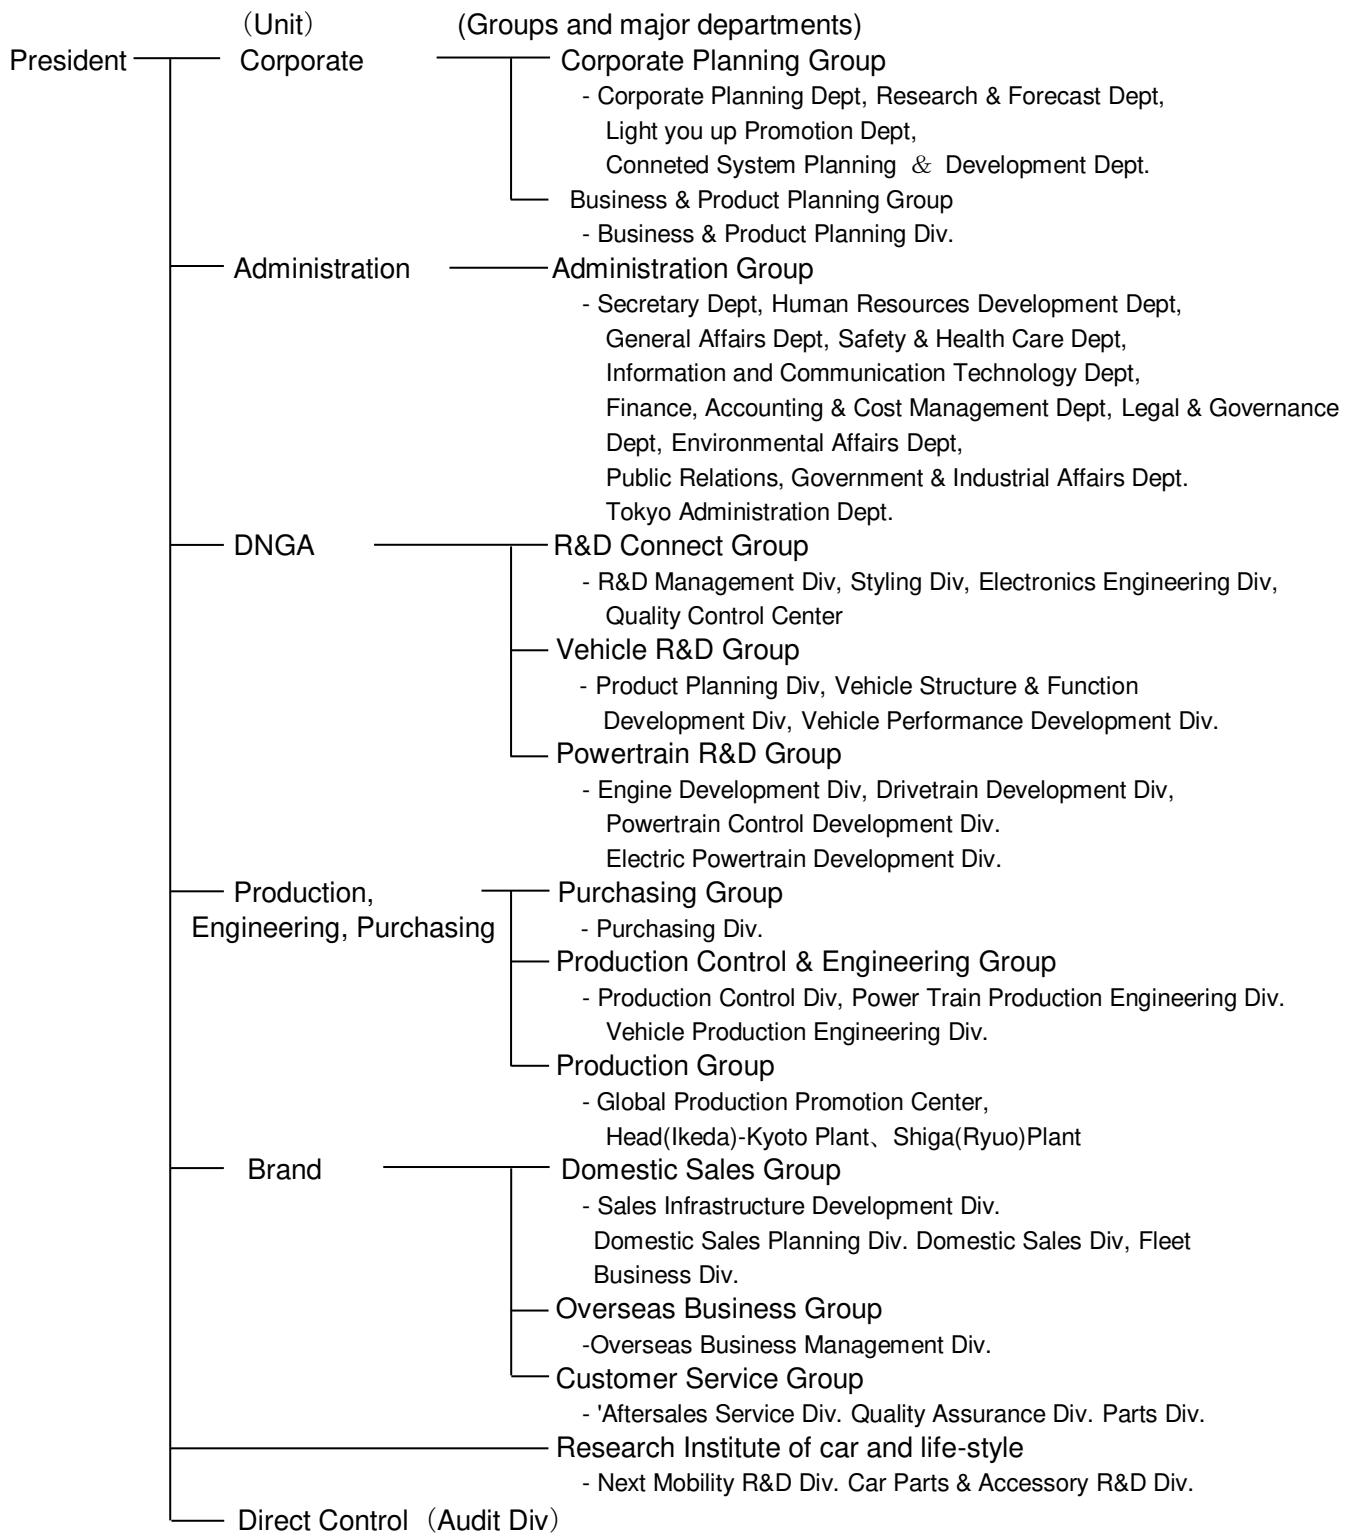 （Unit） (Groups and major departments)
President Corporate Corporate Planning Group
- Corporate Planning Dept, Research & Forecast Dept,
Light you up Promotion Dept,
Conneted System Planning ＆ Development Dept.
Business & Product Planning Group
- Business & Product Planning Div.
Administration Administration Group
- Secretary Dept, Human Resources Development Dept,
General Affairs Dept, Safety & Health Care Dept,
Information and Communication Technology Dept,
Finance, Accounting & Cost Management Dept, Legal & Governance
Dept, Environmental Affairs Dept,
Public Relations, Government & Industrial Affairs Dept.
Tokyo Administration Dept.
DNGA R&D Connect Group
- R&D Management Div, Styling Div, Electronics Engineering Div,
Quality Control Center
Vehicle R&D Group
- Product Planning Div, Vehicle Structure & Function
Development Div, Vehicle Performance Development Div.
Powertrain R&D Group
- Engine Development Div, Drivetrain Development Div,
Powertrain Control Development Div.
Electric Powertrain Development Div.
Production, Purchasing Group
Engineering, Purchasing - Purchasing Div.
Production Control & Engineering Group
- Production Control Div, Power Train Production Engineering Div.
Vehicle Production Engineering Div.
Production Group
- Global Production Promotion Center,
Head(Ikeda)-Kyoto Plant、Shiga(Ryuo)Plant
Brand Domestic Sales Group
- Sales Infrastructure Development Div.
Domestic Sales Planning Div. Domestic Sales Div, Fleet
Business Div.
Overseas Business Group
-Overseas Business Management Div.
Customer Service Group
- 'Aftersales Service Div. Quality Assurance Div. Parts Div.
Research Institute of car and life-style
- Next Mobility R&D Div. Car Parts & Accessory R&D Div.
Direct Control（Audit Div）